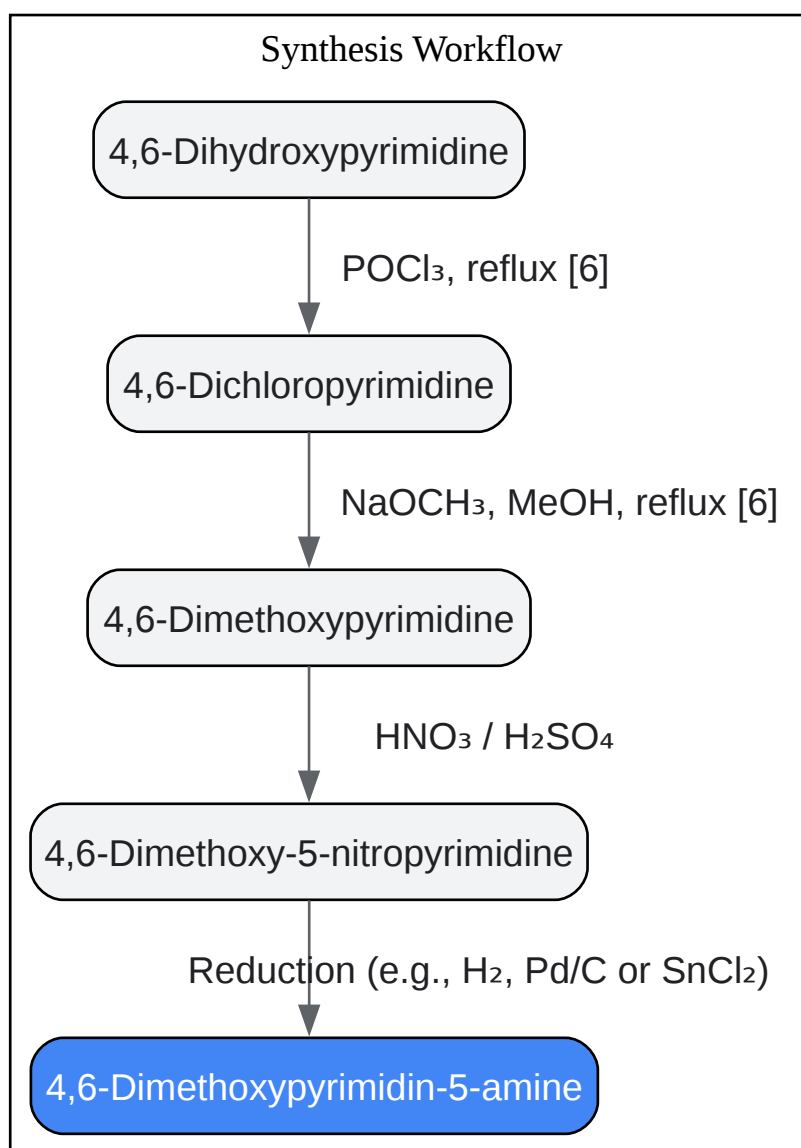 Synthesis Workflow
4,6-Dihydroxypyrimidine
POCl₃, reflux [6]
4,6-Dichloropyrimidine
NaOCH₃, MeOH, reflux [6]
4,6-Dimethoxypyrimidine
HNO₃ / H₂SO₄
4,6-Dimethoxy-5-nitropyrimidine
Reduction (e.g., H₂, Pd/C or SnCl₂)
4,6-Dimethoxypyrimidin-5-amine